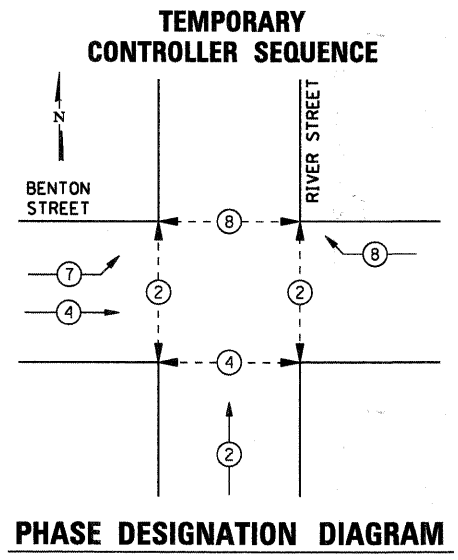 TEMPORARY
CONTROLLER SEQUENCE
N
RIVER STREET
BENTON
STREET
8
7
8
2
2
4
4
2
PHASE DESIGNATION DIAGRAM